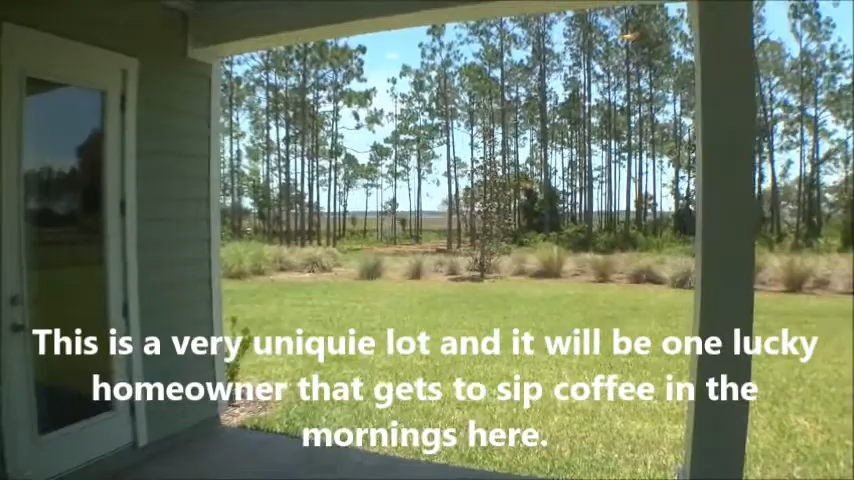 This is a very uniquie lot and it will be one lucky
homeowner that gets to sip coffee in the
mornings here.